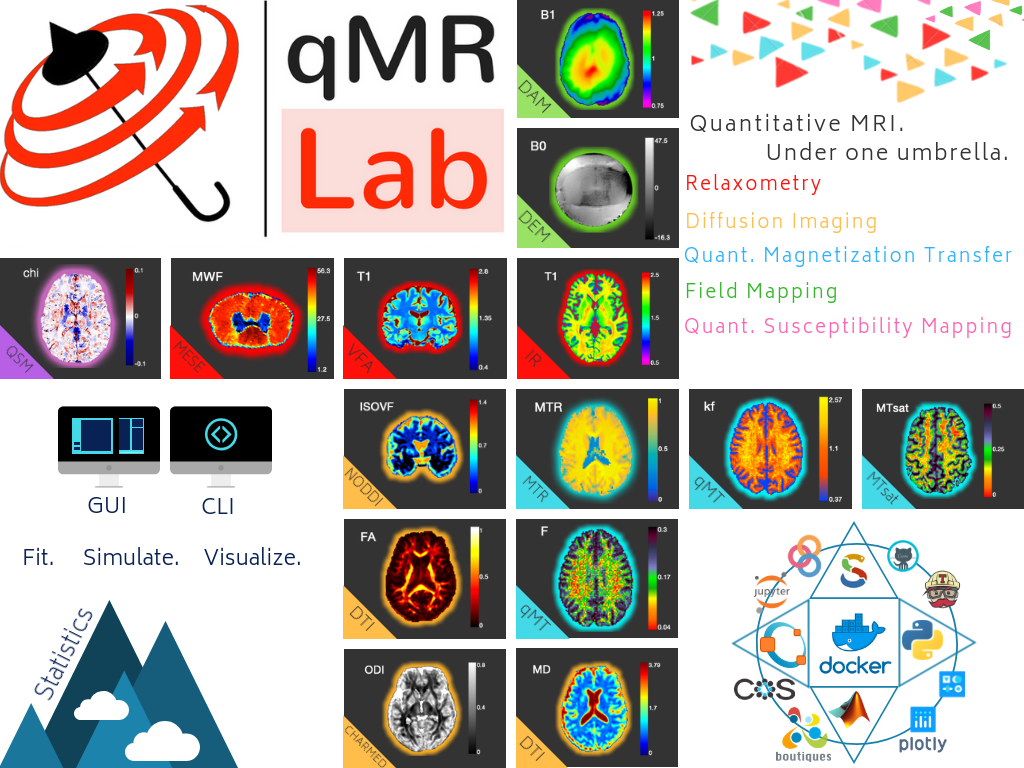 qMR
Lab
B1
1.25
1
0.75
DAM
B0
47.5
0
-16.3
DEM
Quantitative MRI.
Under one umbrella.
Relaxometry
Diffusion Imaging
Quant. Magnetization Transfer
Field Mapping
Quant. Susceptibility Mapping
chi
0.1
0
-0.1
QSM
MWF
56.3
27.5
1.2
MESE
T1
2.8
1.35
0.4
VFA
T1
2.5
1.5
0.5
IR
GUI
CLI
Fit. Simulate. Visualize.
Statistics
ISOVF
1.4
0.7
0
NODDI
MTR
1
0.5
0
MTR
kf
2.57
1.1
0.37
qMT
MTsat
0.5
0.25
0
MTsat
FA
1
0.5
0
DTI
F
0.3
0.17
0.04
qMT
ODI
0.8
0.4
0
CHARMED
MD
3.79
1.7
0
DTI
jupyter
docker
COS
boutiques
plotly